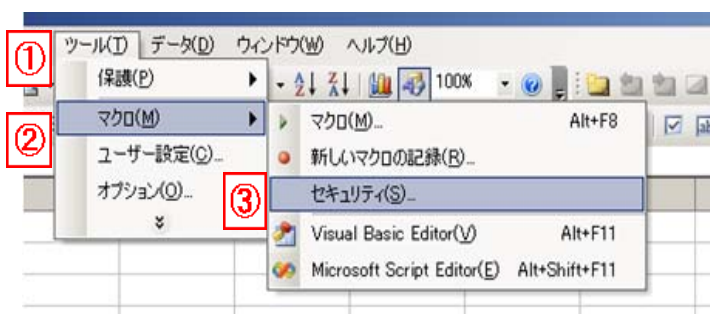 ① ツール(T) データ(D) ウィンドウ(W) ヘルプ(H)
保護(P)
100%
② マクロ(M)
ユーザー設定(C)...
オプション(O)...
マクロ(M)... Alt+F8
新しいマクロの記録(R)...
③ セキュリティ(S)...
Visual Basic Editor(V) Alt+F11
Microsoft Script Editor(E) Alt+Shift+F11